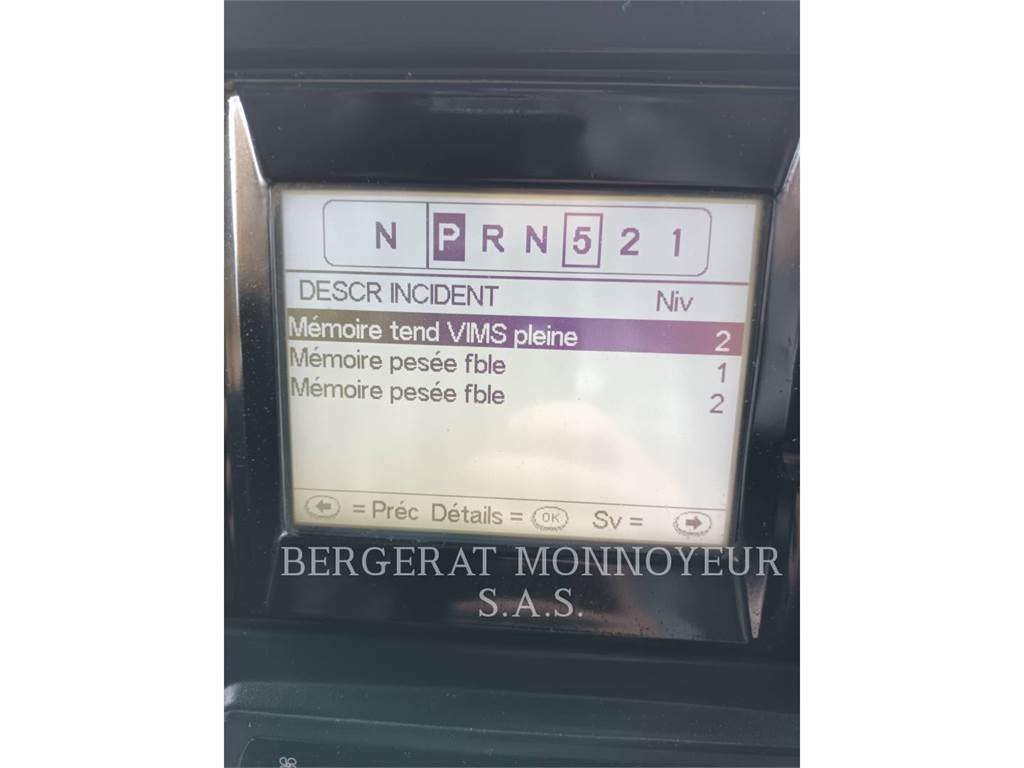 N P R N 5 2 1
DESCR INCIDENT Niv
Mémoire tend VIMS pleine 2
Mémoire pesée fble 1
Mémoire pesée fble 2
= Préc Détails = OK Sv =
BERGERAT MONNOYEUR
S.A.S.